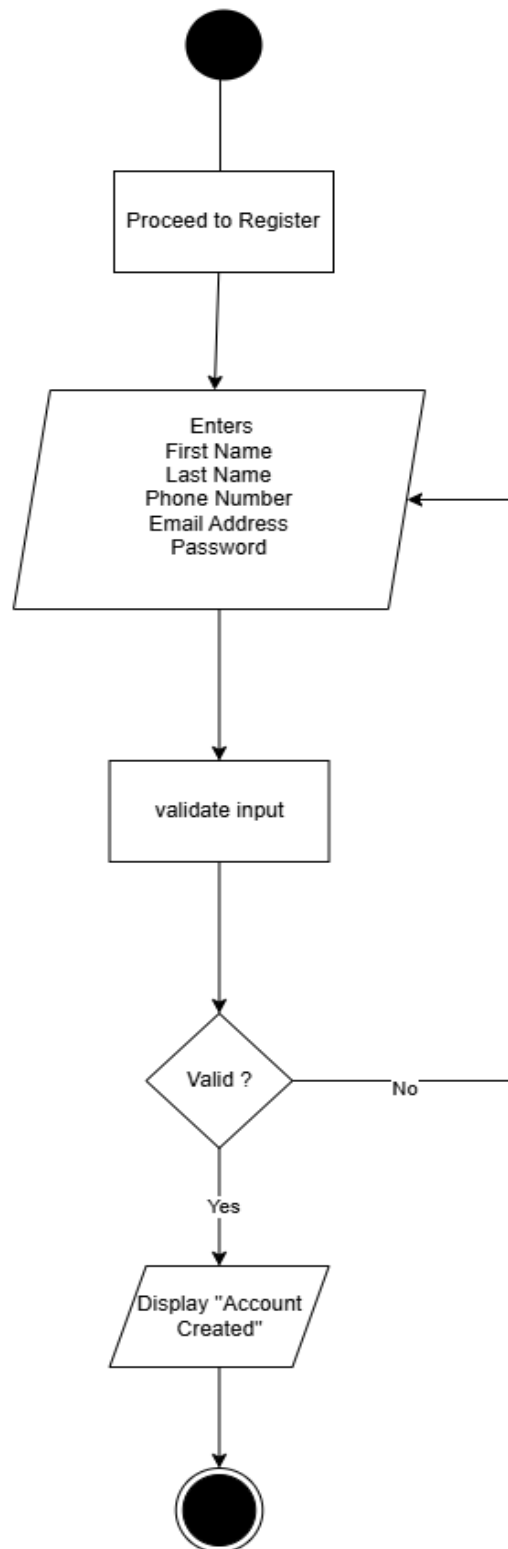 Proceed to Register
Enters
First Name
Last Name
Phone Number
Email Address
Password
validate input
Valid ?
No
Yes
Display "Account
Created"